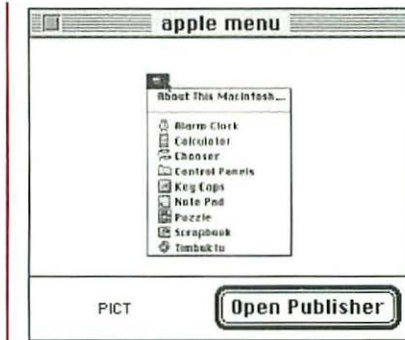 apple menu
About This Macintosh...
Alarm Clock
Calculator
Chooser
Control Panels
Key Caps
Note Pad
Puzzle
Scrapbook
Timbuktu
PICT
Open Publisher